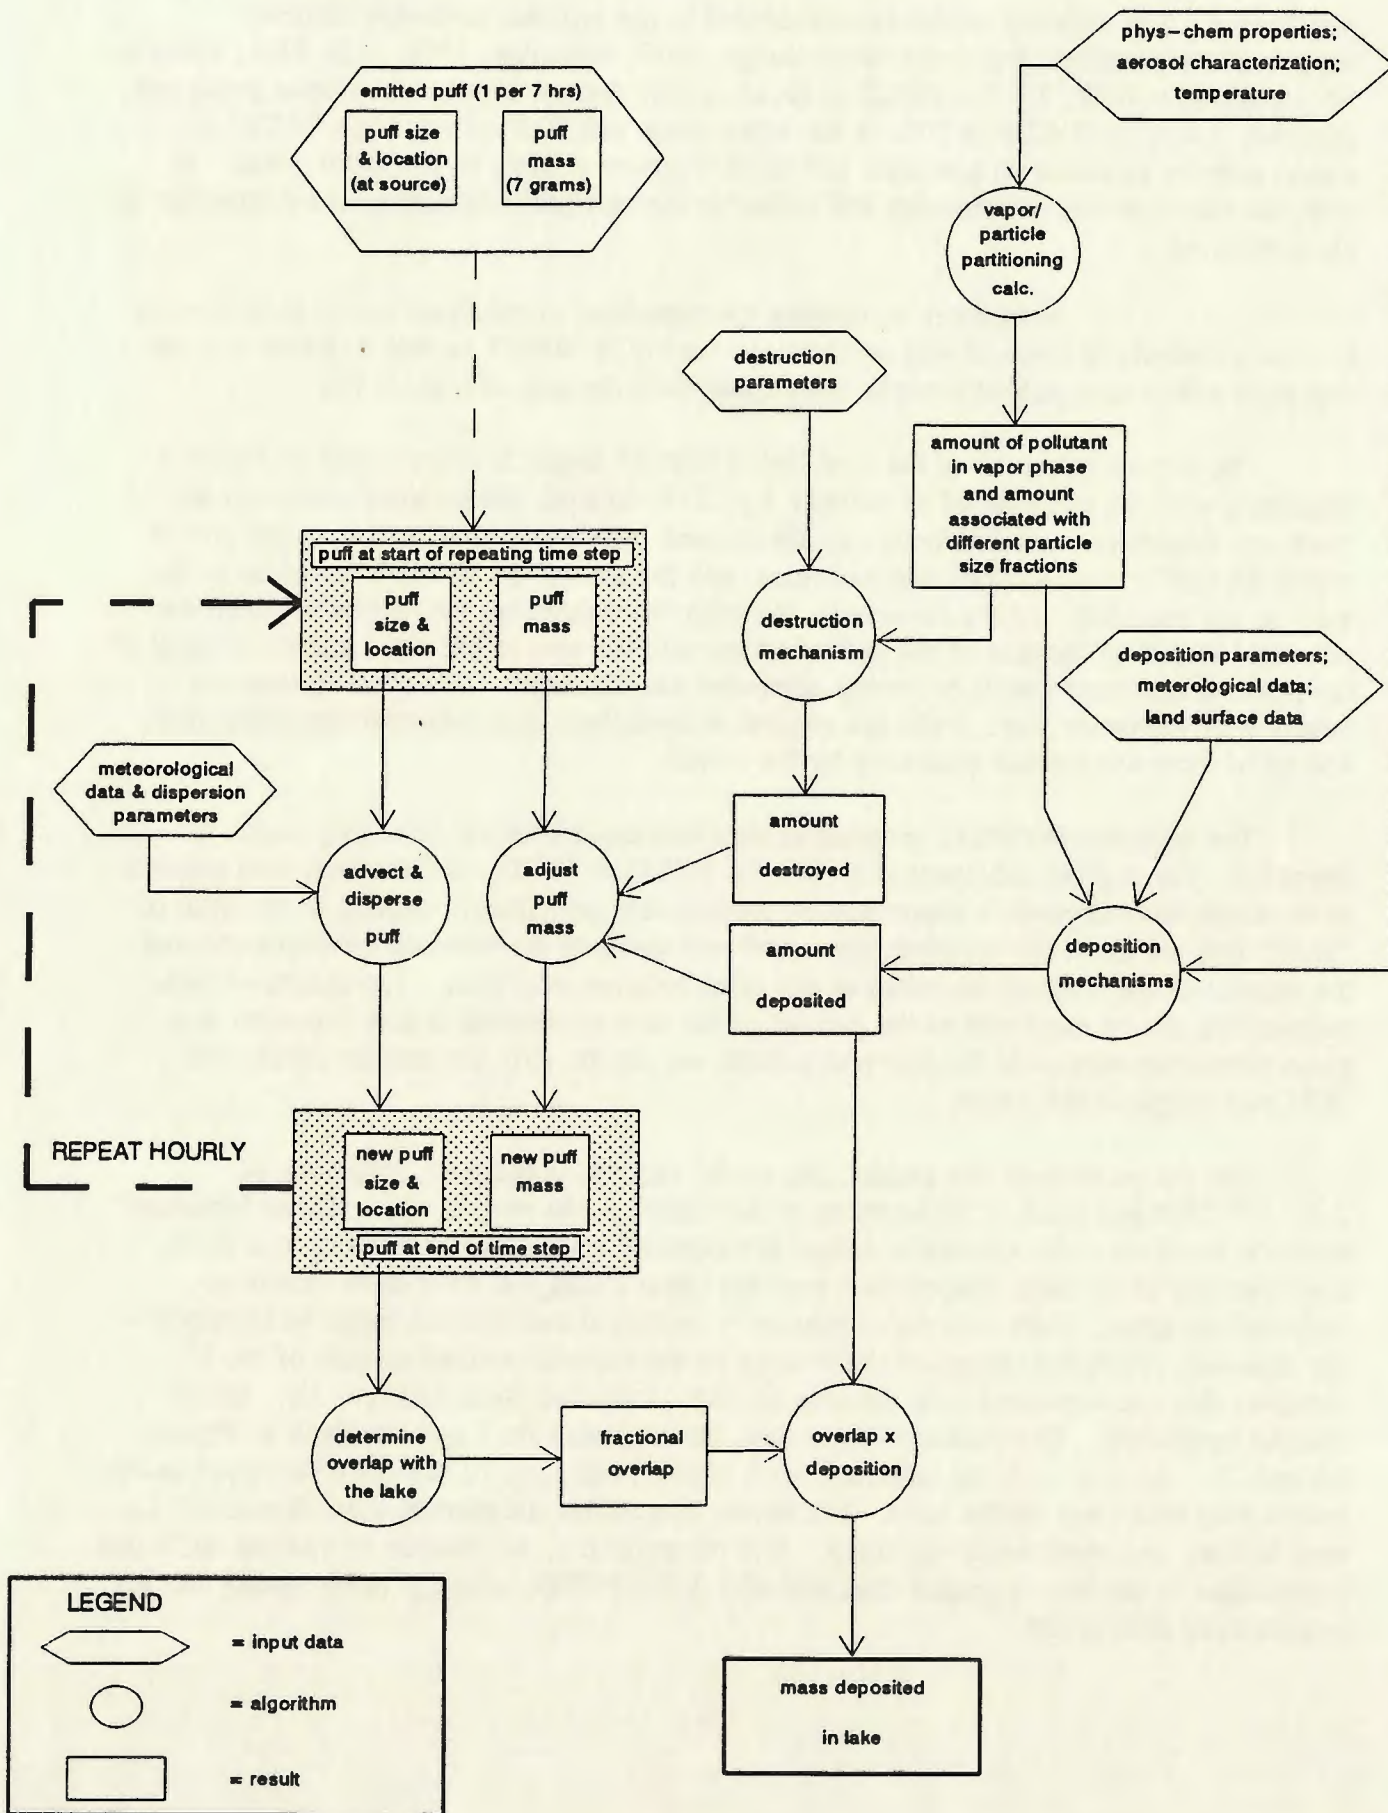 phys-chem properties;
aerosol characterization;
temperature
emitted puff (1 per 7 hrs)
puff size
& location
(at source)
puff
mass
(7 grams)
vapor/
particle
partitioning
calc.
destruction
parameters
amount of pollutant
in vapor phase
and amount
associated with
different particle
size fractions
puff at start of repeating time step
puff
size &
location
puff
mass
destruction
mechanism
deposition parameters;
meterological data;
land surface data
meteorological
data & dispersion
parameters
advect &
disperse
puff
adjust
puff
mass
amount
destroyed
amount
deposited
deposition
mechanisms
REPEAT HOURLY
new puff
size &
location
new puff
mass
puff at end of time step
determine
overlap with
the lake
fractional
overlap
overlap x
deposition
mass deposited
in lake
LEGEND
= input data
= algorithm
= result